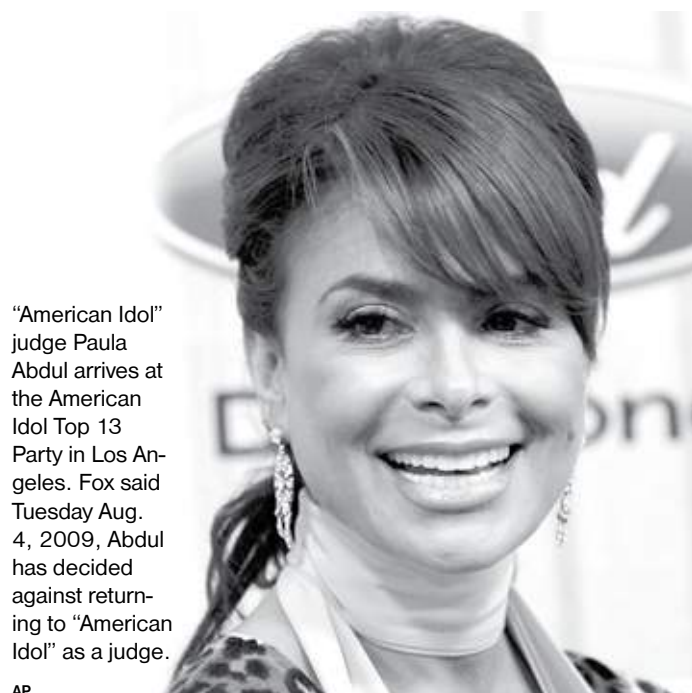 “American Idol”
judge Paula
Abdul arrives at
the American
Idol Top 13
Party in Los An-
geles. Fox said
Tuesday Aug.
4, 2009, Abdul
has decided
against return-
ing to “American
Idol” as a judge.
AP